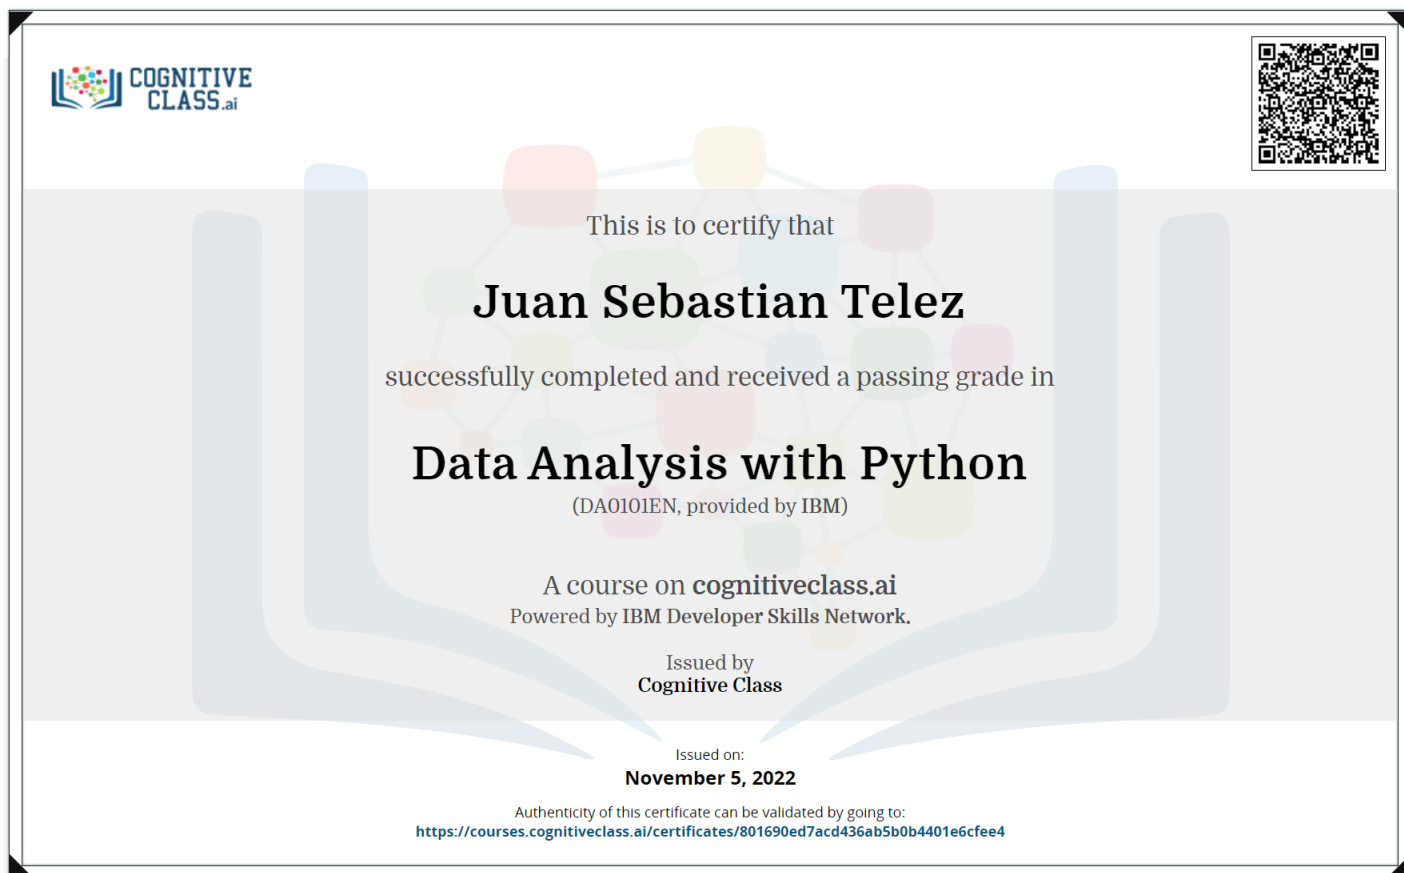 COGNITIVE
CLASS.ai
This is to certify that
Juan Sebastian Telez
successfully completed and received a passing grade in
Data Analysis with Python
(DA0101EN, provided by IBM)
A course on cognitiveclass.ai
Powered by IBM Developer Skills Network.
Issued by
Cognitive Class
Issued on:
November 5, 2022
Authenticity of this certificate can be validated by going to:
https://courses.cognitiveclass.ai/certificates/801690ed7acd436ab5b0b4401e6cfee4